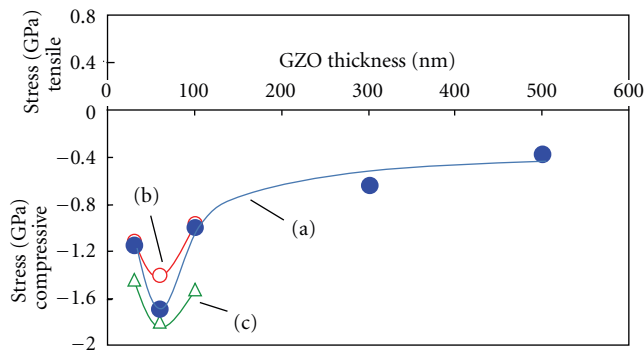 0.8
Stress (GPa)
tensile
0.4
GZO thickness (nm)
0 100 200 300 400 500 600
0
−0.4
−0.8
−1.2
−1.6
−2
Stress (GPa)
compressive
(b)
(a)
(c)